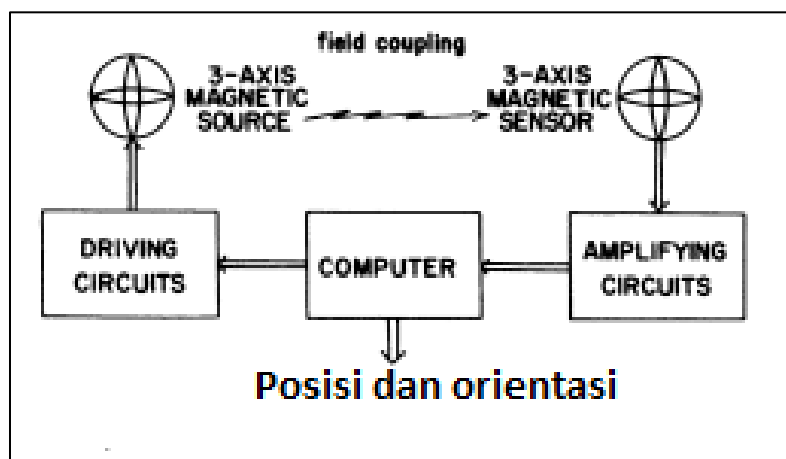 field coupling
3-AXIS
MAGNETIC
SOURCE
3-AXIS
MAGNETIC
SENSOR
DRIVING
CIRCUITS
COMPUTER
AMPLIFYING
CIRCUITS
Posisi dan orientasi